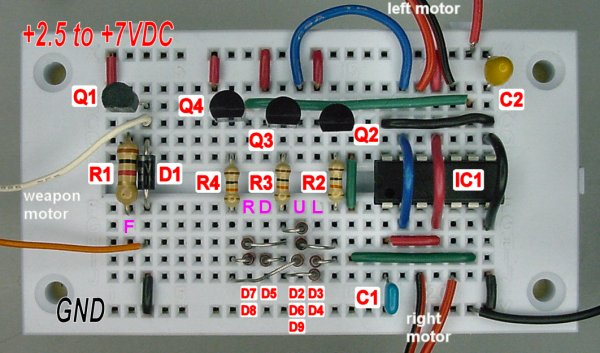 left motor
+2.5 to +7VDC
Q1
Q4
Q3
Q2
C2
R1
D1
R4
R3
R2
IC1
weapon
motor
F
R D U L
D7 D5 D2 D3
D8 D6 D4
D9
C1
GND
right
motor